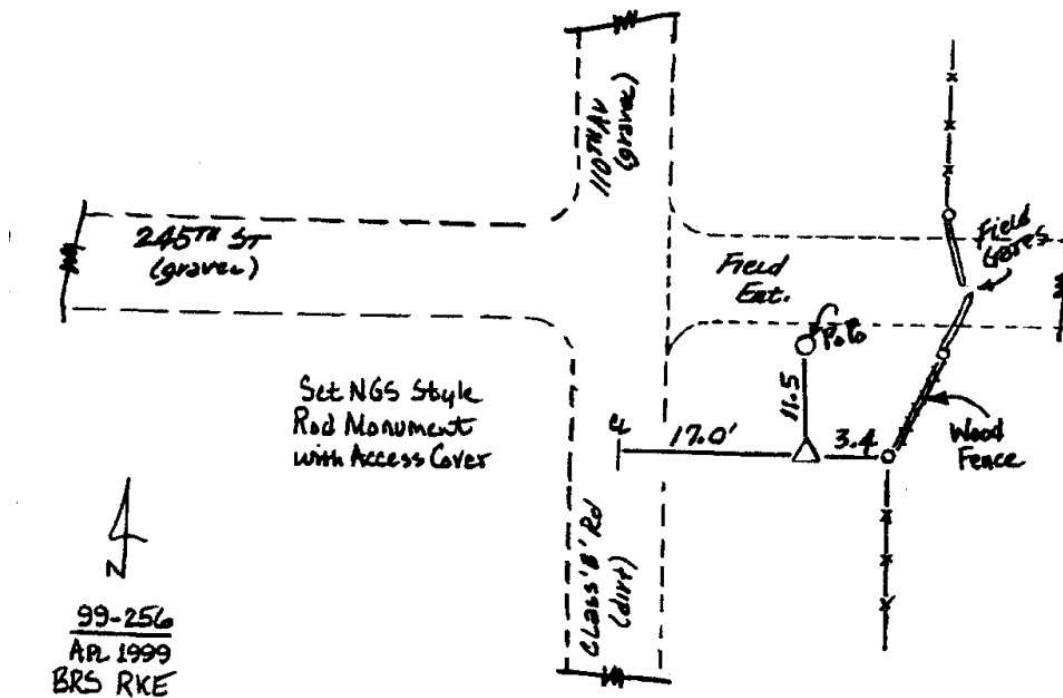 110TH AV
(gravel)
245TH ST
(gravel)
Field
Gates
Field
Ent.
P.P.
11.5
Set NGS Style
Rod Monument
with Access Cover
℄
17.0'
3.4
Wood
Fence
CLASS 'B' Rd
(dirt)
N
99-256
APR. 1999
BRS RKE